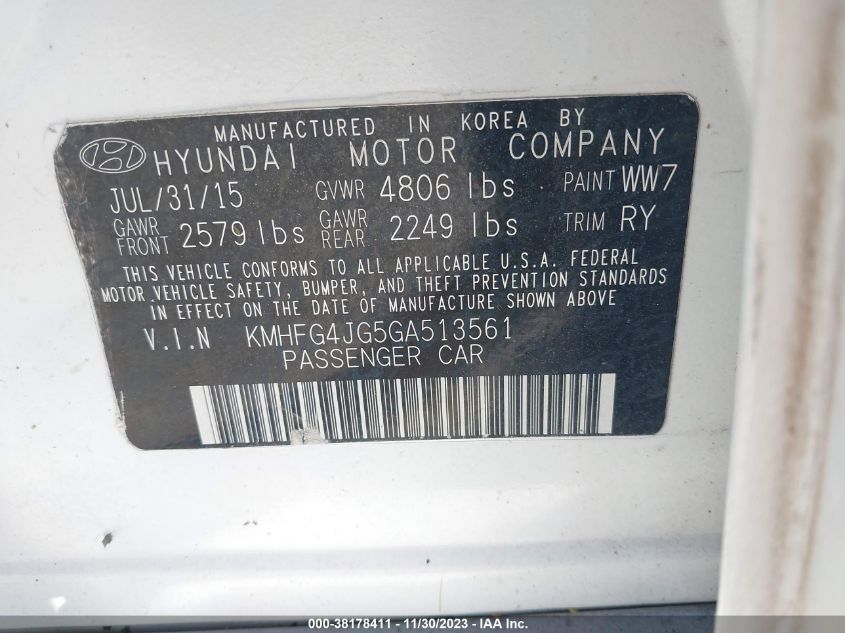 MANUFACTURED IN KOREA BY
HYUNDAI MOTOR COMPANY
JUL/31/15 GVWR 4806 lbs PAINT WW7
GAWR FRONT 2579 lbs GAWR REAR 2249 lbs TRIM RY
THIS VEHICLE CONFORMS TO ALL APPLICABLE U.S.A. FEDERAL
MOTOR VEHICLE SAFETY, BUMPER, AND THEFT PREVENTION STANDARDS
IN EFFECT ON THE DATE OF MANUFACTURE SHOWN ABOVE
V.I.N KMHFG4JG5GA513561
PASSENGER CAR
000-38178411 - 11/30/2023 - IAA Inc.